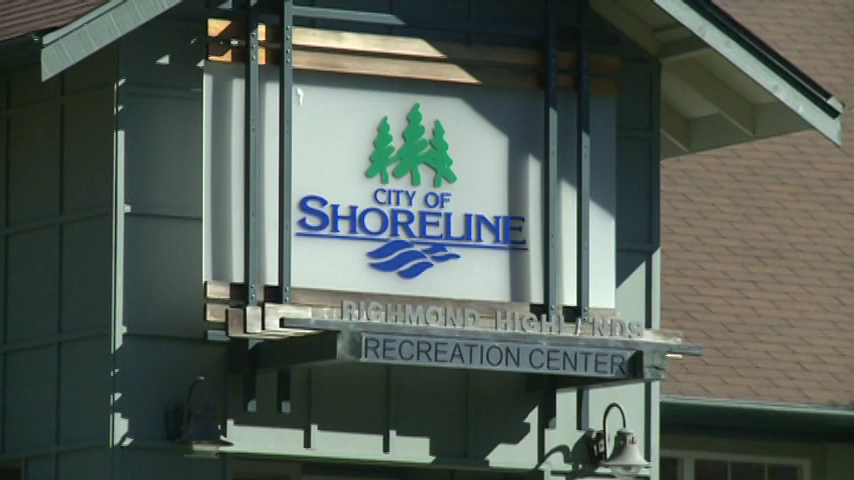 CITY OF
SHORELINE
RICHMOND HIGHLANDS
RECREATION CENTER